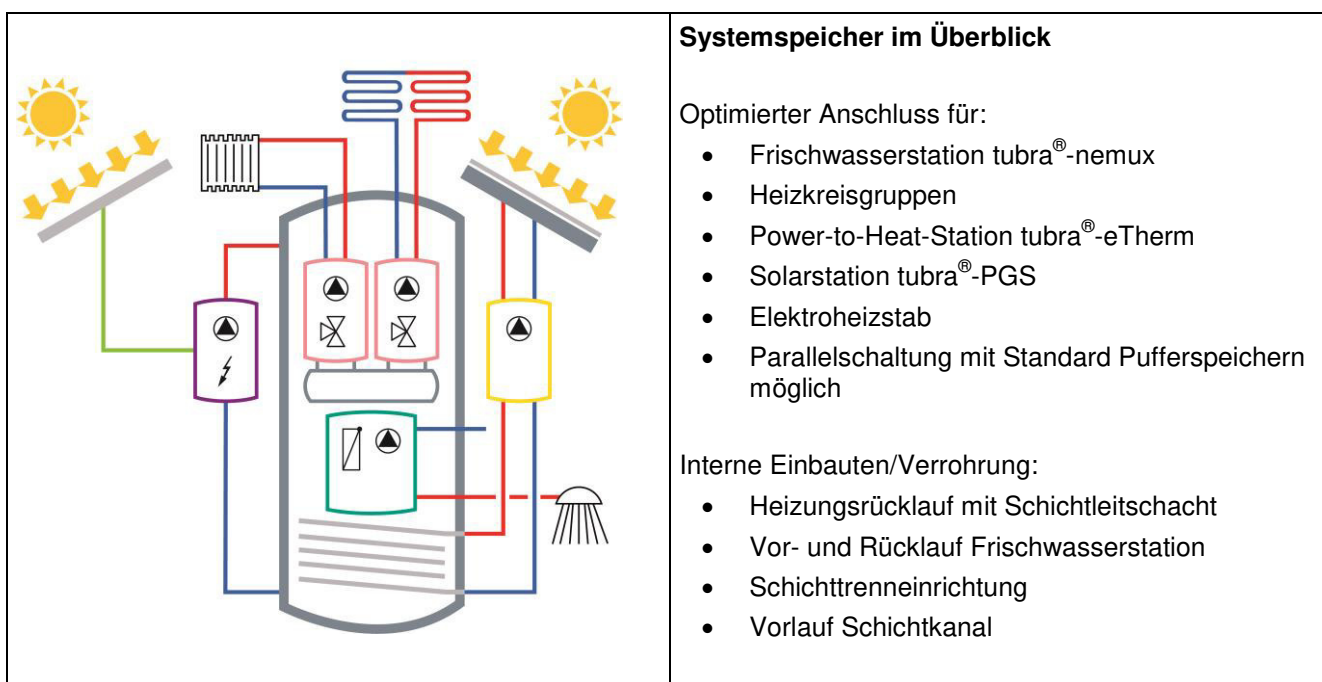 Systemspeicher im Überblick
Optimierter Anschluss für:
• Frischwasserstation tubra®-nemux
• Heizkreisgruppen
• Power-to-Heat-Station tubra®-eTherm
• Solarstation tubra®-PGS
• Elektroheizstab
• Parallelschaltung mit Standard Pufferspeichern
möglich
Interne Einbauten/Verrohrung:
• Heizungsrücklauf mit Schichtleitschacht
• Vor- und Rücklauf Frischwasserstation
• Schichttrenneinrichtung
• Vorlauf Schichtkanal